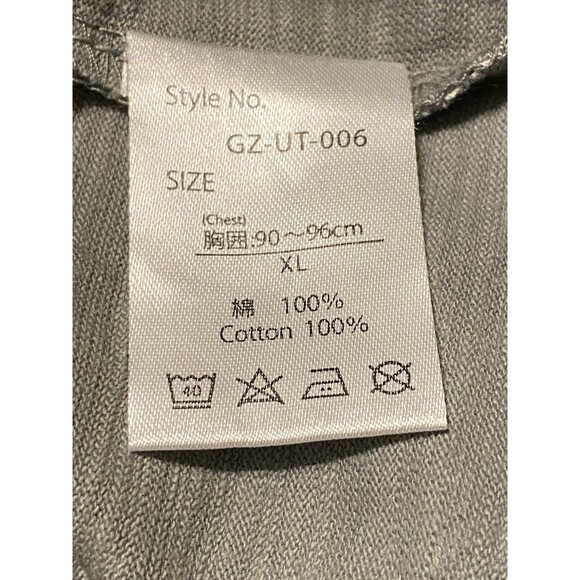 Style No.
GZ-UT-006
SIZE
(Chest)
胸囲:90～96cm
XL
綿 100%
Cotton 100%
40